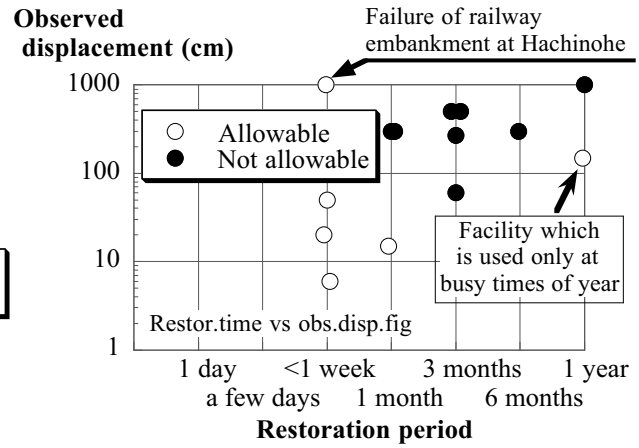 Observed
displacement (cm)
Failure of railway
embankment at Hachinohe
1000
100
10
1
Allowable
Not allowable
Facility which
is used only at
busy times of year
Restor.time vs obs.disp.fig
1 day
<1 week
3 months
1 year
a few days
1 month
6 months
Restoration period